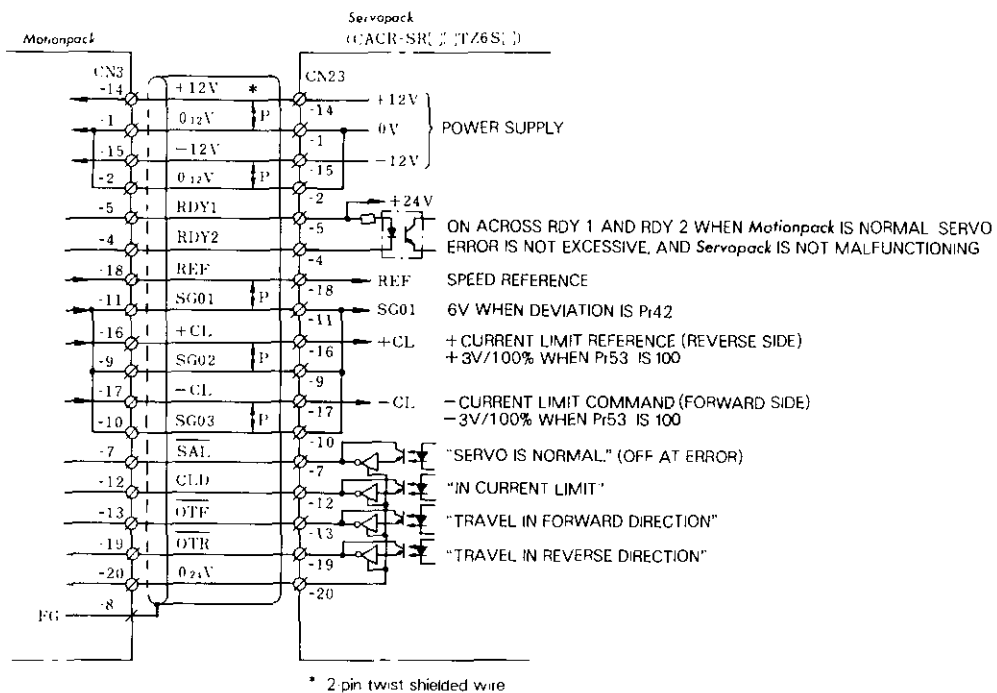 Servopack
Motionpack (CACR-SR[ ] [ ]TZ6S[ ])
CN3 CN23
-14 +12V * -14 +12V
-1 0₁₂V P -1 0V POWER SUPPLY
-15 −12V -15 −12V
-2 0₁₂V P -2
+24V
-5 RDY1 -5 ON ACROSS RDY 1 AND RDY 2 WHEN Motionpack IS NORMAL SERVO
-4 RDY2 -4 ERROR IS NOT EXCESSIVE, AND Servopack IS NOT MALFUNCTIONING
-18 REF -18 REF SPEED REFERENCE
-11 SG01 P -11 SG01 6V WHEN DEVIATION IS Pr42
-16 +CL -16 +CL +CURRENT LIMIT REFERENCE (REVERSE SIDE)
-9 SG02 P -9 +3V/100% WHEN Pr53 IS 100
-17 −CL -17 −CL −CURRENT LIMIT COMMAND (FORWARD SIDE)
-10 SG03 P -10 −3V/100% WHEN Pr53 IS 100
-7 SAL -7 "SERVO IS NORMAL." (OFF AT ERROR)
-12 CLD -12 "IN CURRENT LIMIT"
-13 OTF -13 "TRAVEL IN FORWARD DIRECTION"
-19 OTR -19 "TRAVEL IN REVERSE DIRECTION"
-20 0₂₄V -20
FG -8
* 2-pin twist shielded wire